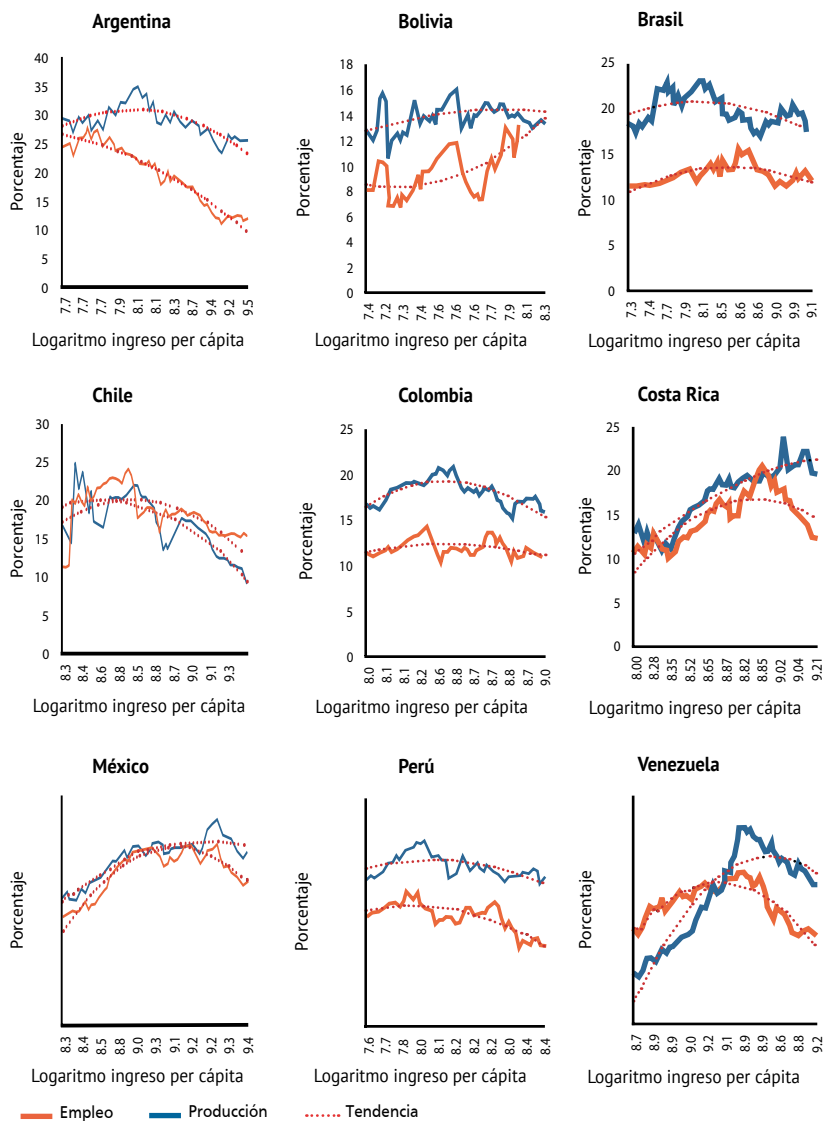 Argentina
Porcentaje
40
35
30
25
20
15
10
5
0
7.7 7.7 7.7 7.9 8.1 8.1 8.3 8.7 9.4 9.2 9.5
Logaritmo ingreso per cápita
Bolivia
Porcentaje
18
16
14
12
10
8
6
4
2
0
7.4 7.2 7.3 7.4 7.6 7.6 7.6 7.7 7.9 8.1 8.3
Logaritmo ingreso per cápita
Brasil
Porcentaje
25
20
15
10
5
0
7.3 7.4 7.7 7.9 8.1 8.5 8.6 8.6 9.0 9.9 9.1
Logaritmo ingreso per cápita
Chile
Porcentaje
30
25
20
15
10
5
0
8.3 8.4 8.6 8.8 8.5 8.8 8.7 9.0 9.1 9.3
Logaritmo ingreso per cápita
Colombia
Porcentaje
25
20
15
10
5
0
8.0 8.1 8.1 8.2 8.6 8.8 8.7 8.7 8.8 8.7 9.0
Logaritmo ingreso per cápita
Costa Rica
Porcentaje
25
20
15
10
5
0
8.00 8.28 8.35 8.52 8.65 8.87 8.82 8.85 9.02 9.04 9.21
Logaritmo ingreso per cápita
México
Porcentaje
8.3 8.4 8.5 8.9 9.0 9.3 9.1 9.2 9.2 9.3 9.4
Logaritmo ingreso per cápita
Perú
Porcentaje
7.6 7.7 7.8 8.0 8.1 8.2 8.2 8.2 8.0 8.4 8.4
Logaritmo ingreso per cápita
Venezuela
Porcentaje
8.7 8.9 8.9 9.0 9.2 9.1 8.9 8.9 8.6 8.8 9.2
Logaritmo ingreso per cápita
Empleo Producción Tendencia